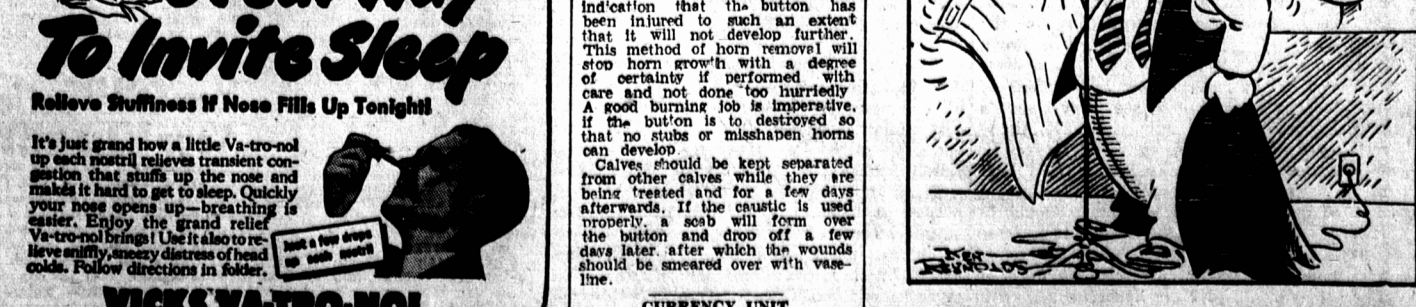 To Invite Sleep
Relieve Stuffiness If Nose Fills Up Tonight!
It's just grand how a little Va-tro-nol
up each nostril relieves transient con-
gestion that stuffs up the nose and
makes it hard to get to sleep. Quickly
your nose opens up—breathing is
easier. Enjoy the grand relief
Va-tro-nol brings! Use it also to re-
lieve sniffly, sneezy distress of head
colds. Follow directions in folder.
Just a few drops
up each nostril
VICKS VA-TRO-NOL
indication that the button has
been injured to such an extent
that it will not develop further.
This method of horn removal will
stop horn growth with a degree
of certainty if performed with
care and not done too hurriedly
A good burning job is imperative,
if the button is to destroyed so
that no stubs or misshapen horns
can develop.
Calves should be kept separated
from other calves while they are
being treated and for a few days
afterwards. If the caustic is used
properly, a scab will form over
the button and drop off a few
days later, after which the wounds
should be smeared over with vase-
line.
CURRENCY UNIT
KEN
REYNOLDS